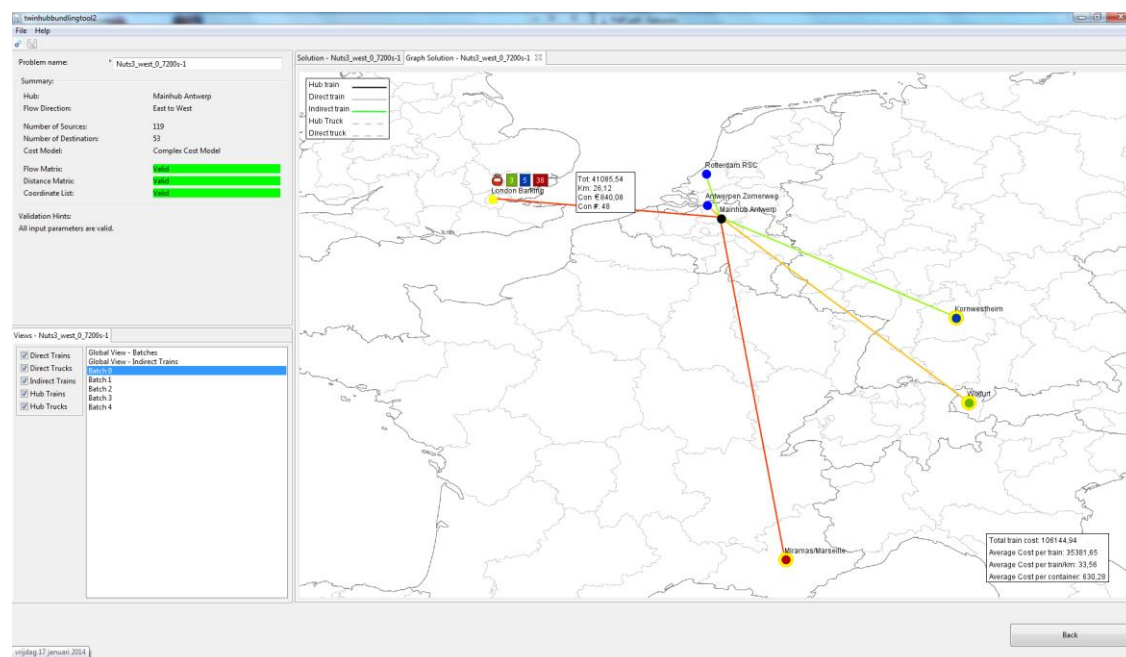 twinhubbundlingtool2
File Help
Problem name: * Nuts3_west_0_7200s-1
Summary:
Hub: Mainhub Antwerp
Flow Direction: East to West
Number of Sources: 119
Number of Destination: 53
Cost Model: Complex Cost Model
Flow Matrix: Valid
Distance Matrix: Valid
Coordinate List: Valid
Validation Hints:
All input parameters are valid.
Views - Nuts3_west_0_7200s-1
Direct Trains
Direct Trucks
Indirect Trains
Hub Trains
Hub Trucks
Global View - Batches
Global View - Indirect Trains
Batch 0
Batch 1
Batch 2
Batch 3
Batch 4
Solution - Nuts3_west_0_7200s-1 Graph Solution - Nuts3_west_0_7200s-1
Hub train
Direct train
Indirect train
Hub Truck
Direct truck
Rotterdam RSC
5 38
London Barking
Tot: 41085,54
Km: 26,12
Con €840,08
Con #: 48
Antwerpen Zomerweg
Mainhub Antwerp
Kornwestheim
Wolfurt
Miramas/Marseille
Total train cost: 106144,94
Average Cost per train: 35381,65
Average Cost per train/km: 33,56
Average Cost per container: 630,28
Back
vrijdag 17 januari 2014